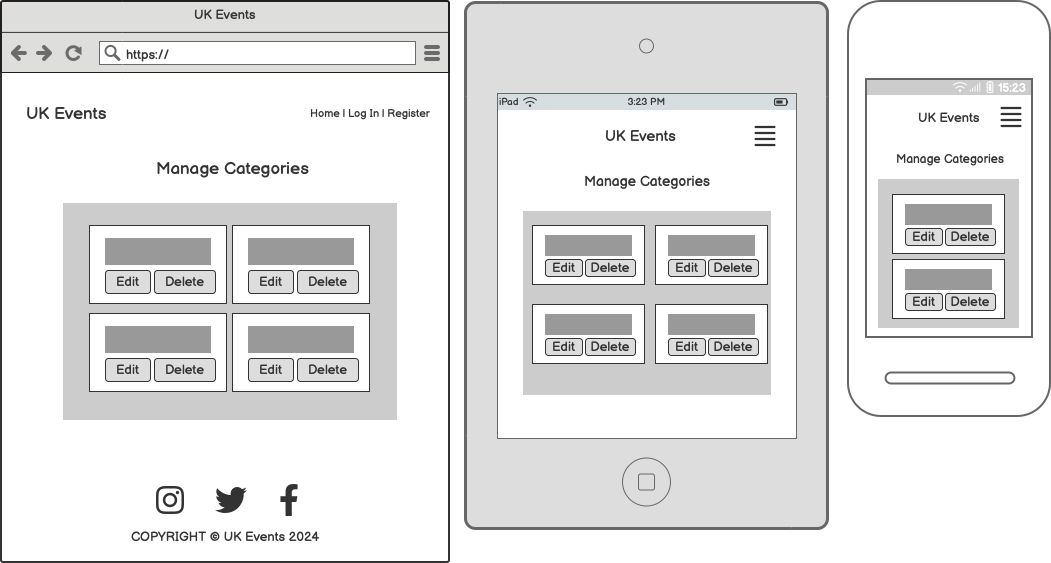 UK Events
https://
UK Events
Home | Log In | Register
Manage Categories
Edit Delete Edit Delete
Edit Delete Edit Delete
COPYRIGHT © UK Events 2024
iPad 3:23 PM
UK Events
Manage Categories
Edit Delete Edit Delete
Edit Delete Edit Delete
15:23
UK Events
Manage Categories
Edit Delete
Edit Delete